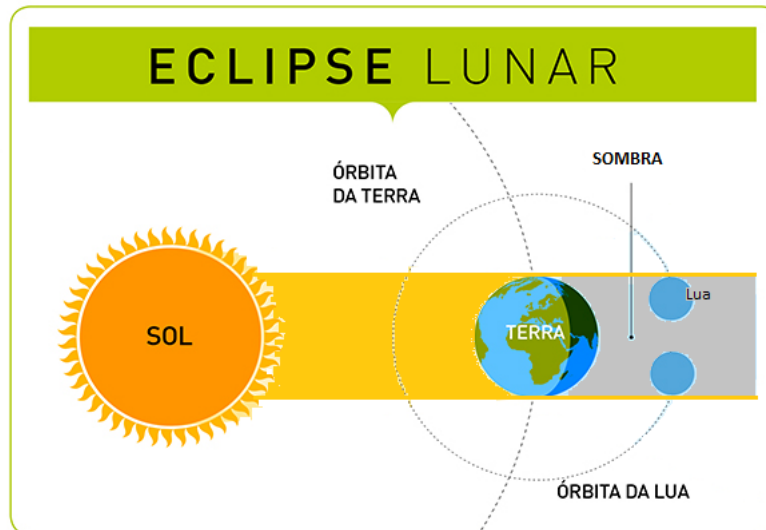 ECLIPSE LUNAR
SOMBRA
ÓRBITA
DA TERRA
Lua
SOL
TERRA
ÓRBITA DA LUA